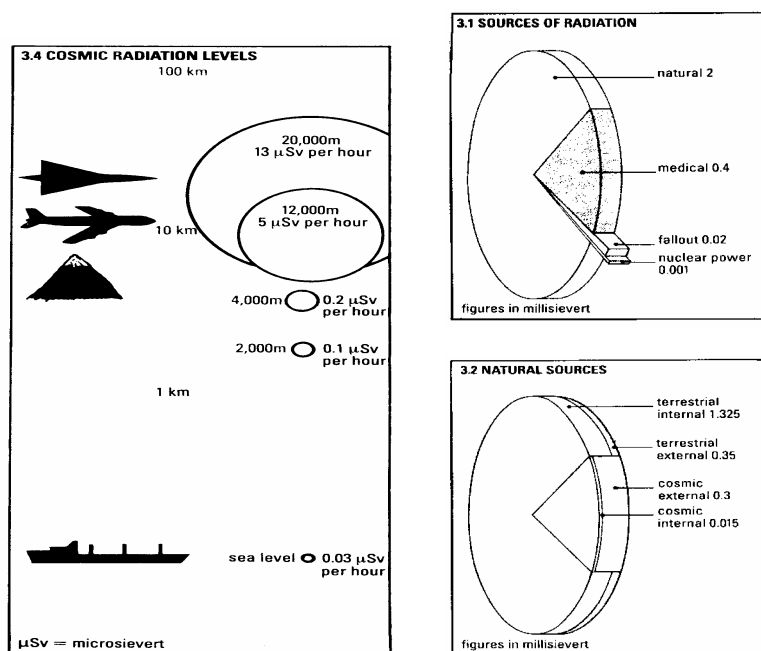 3.4 COSMIC RADIATION LEVELS
100 km
20,000m
13 µSv per hour
12,000m
5 µSv per hour
10 km
4,000m
0.2 µSv
per hour
2,000m
0.1 µSv
per hour
1 km
sea level
0.03 µSv
per hour
µSv = microsievert
3.1 SOURCES OF RADIATION
natural 2
medical 0.4
fallout 0.02
nuclear power
0.001
figures in millisievert
3.2 NATURAL SOURCES
terrestrial
internal 1.325
terrestrial
external 0.35
cosmic
external 0.3
cosmic
internal 0.015
figures in millisievert